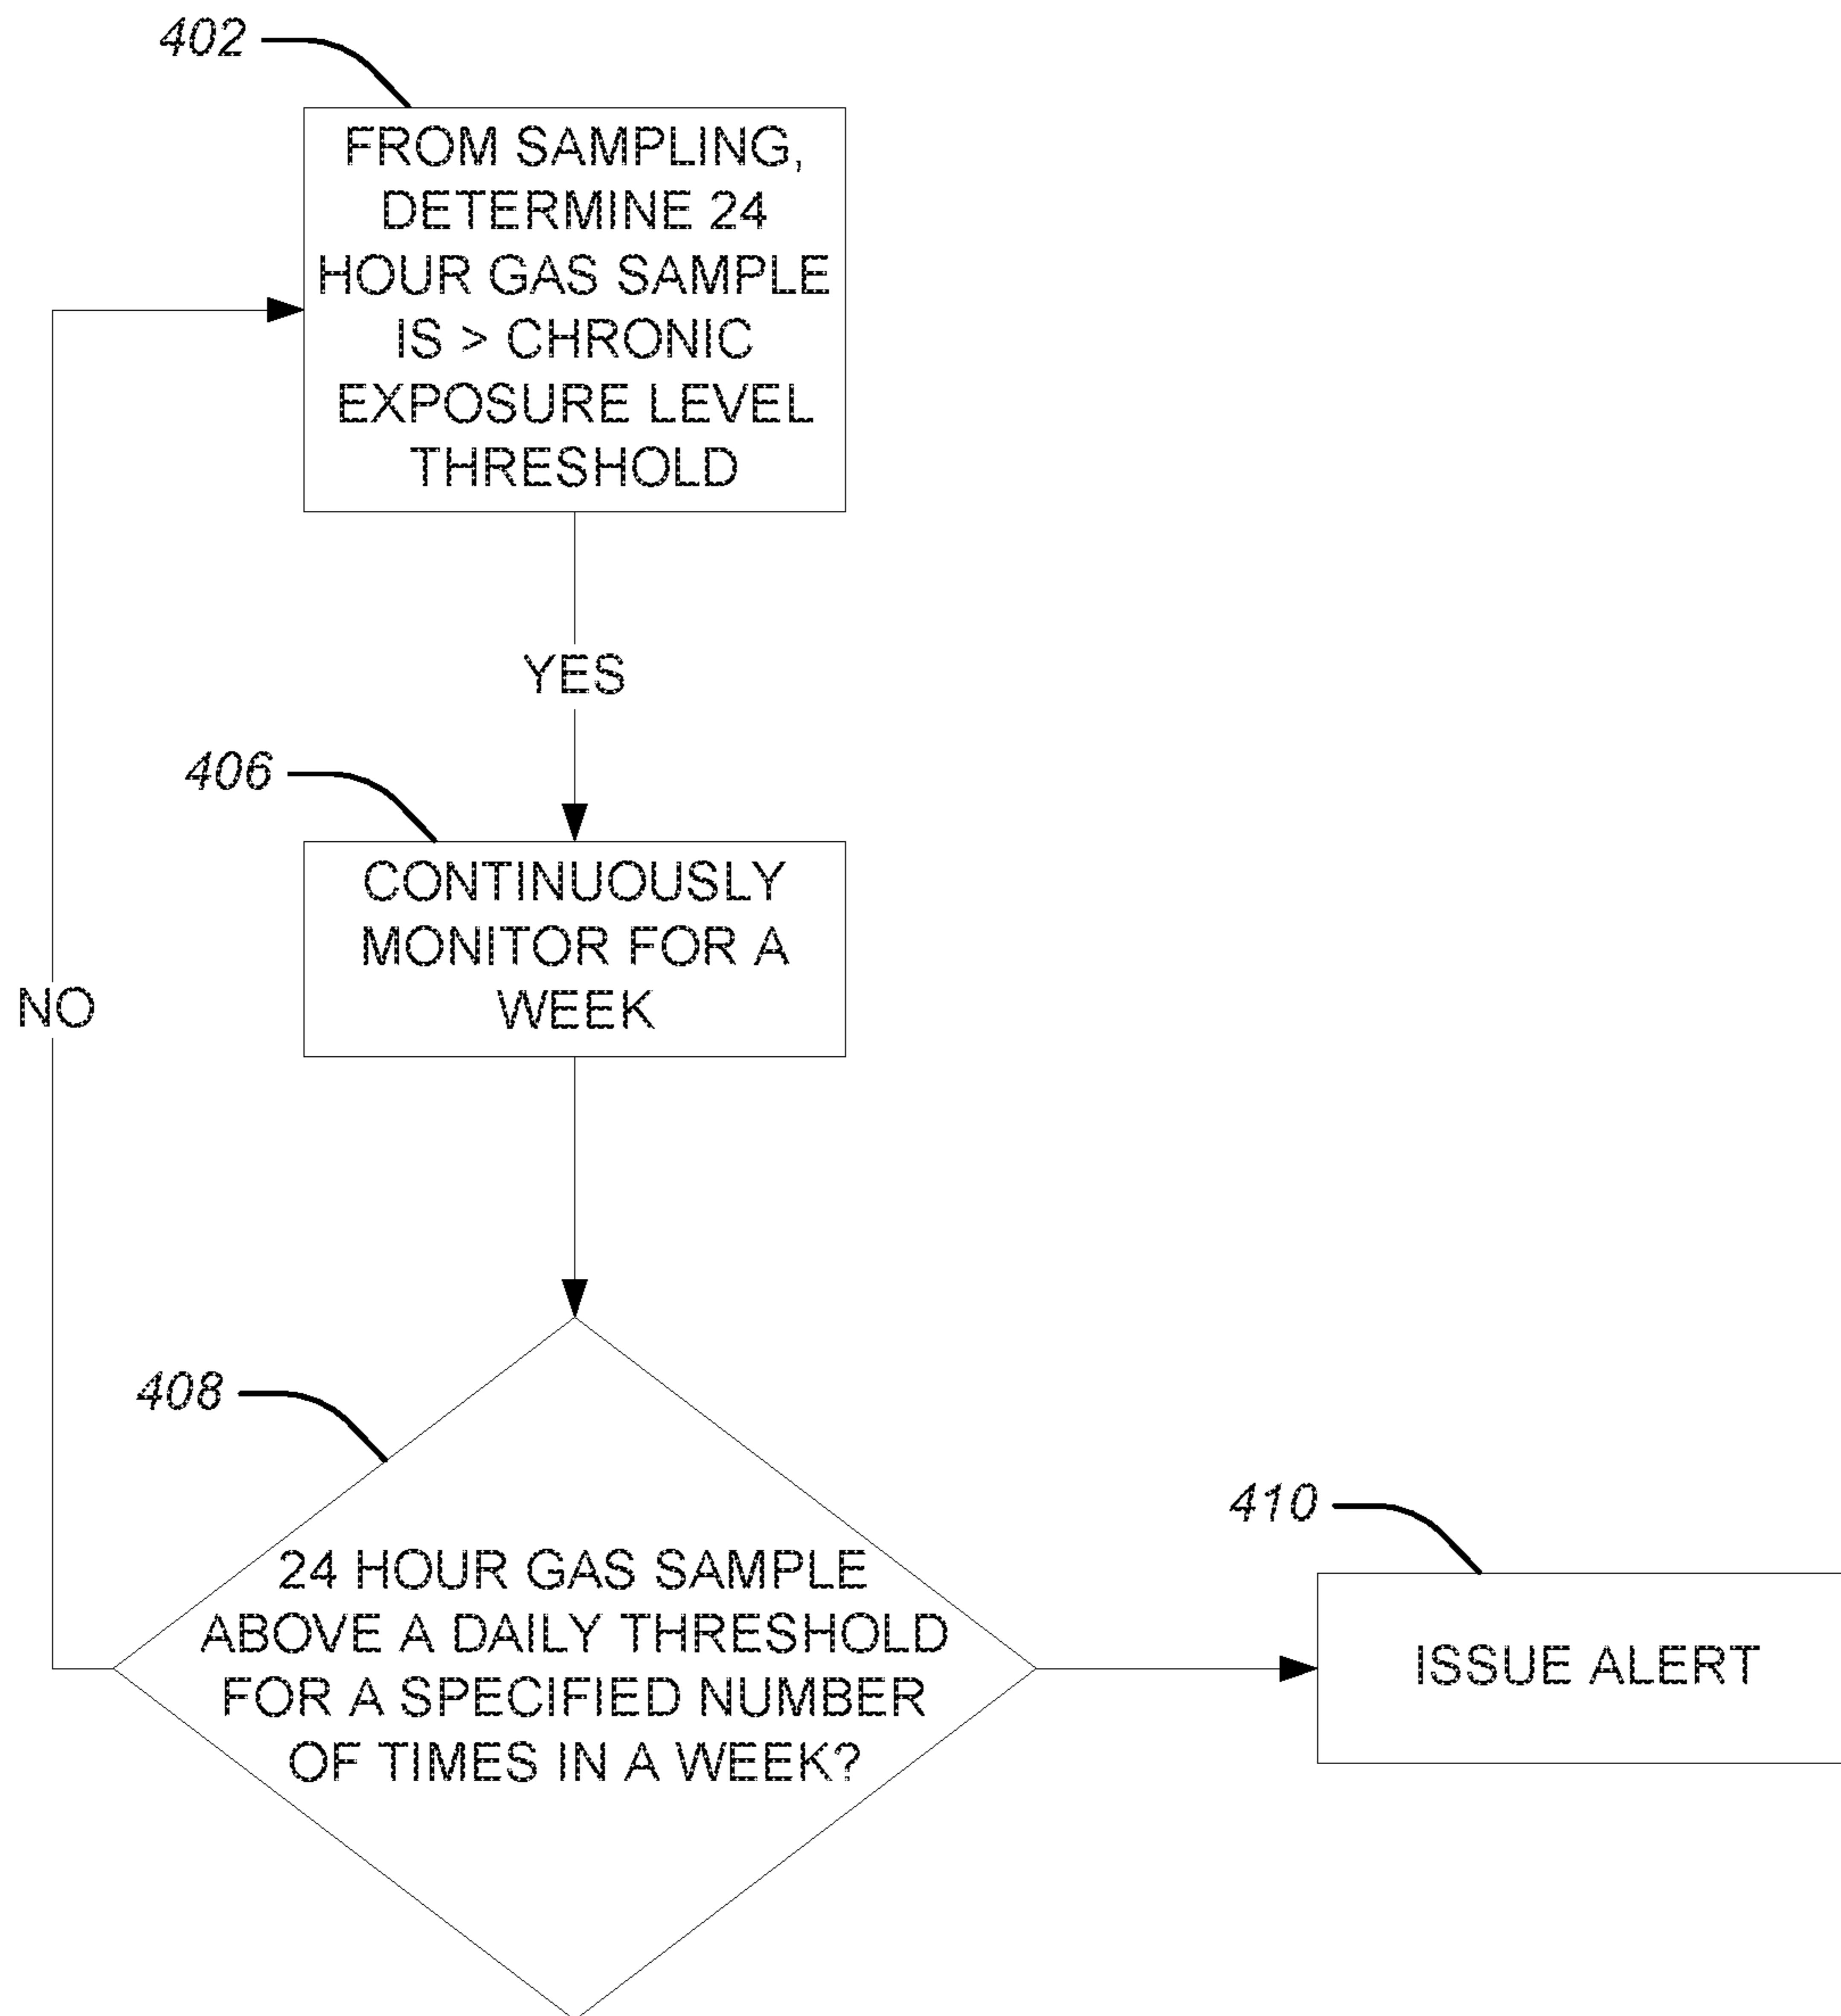 402
FROM SAMPLING,
DETERMINE 24
HOUR GAS SAMPLE
IS > CHRONIC
EXPOSURE LEVEL
THRESHOLD
YES
406
CONTINUOUSLY
MONITOR FOR A
WEEK
NO
408
24 HOUR GAS SAMPLE
ABOVE A DAILY THRESHOLD
FOR A SPECIFIED NUMBER
OF TIMES IN A WEEK?
410
ISSUE ALERT